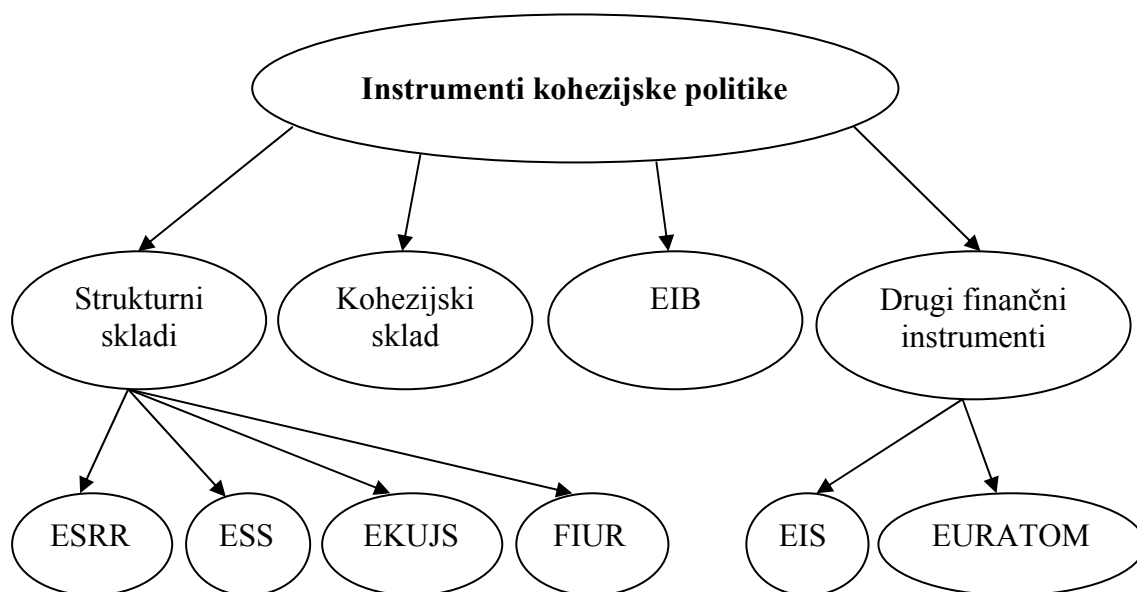 Instrumenti kohezijske politike
Strukturni
skladi
Kohezijski
sklad
EIB
Drugi finančni
instrumenti
ESRR
ESS
EKUJS
FIUR
EIS
EURATOM